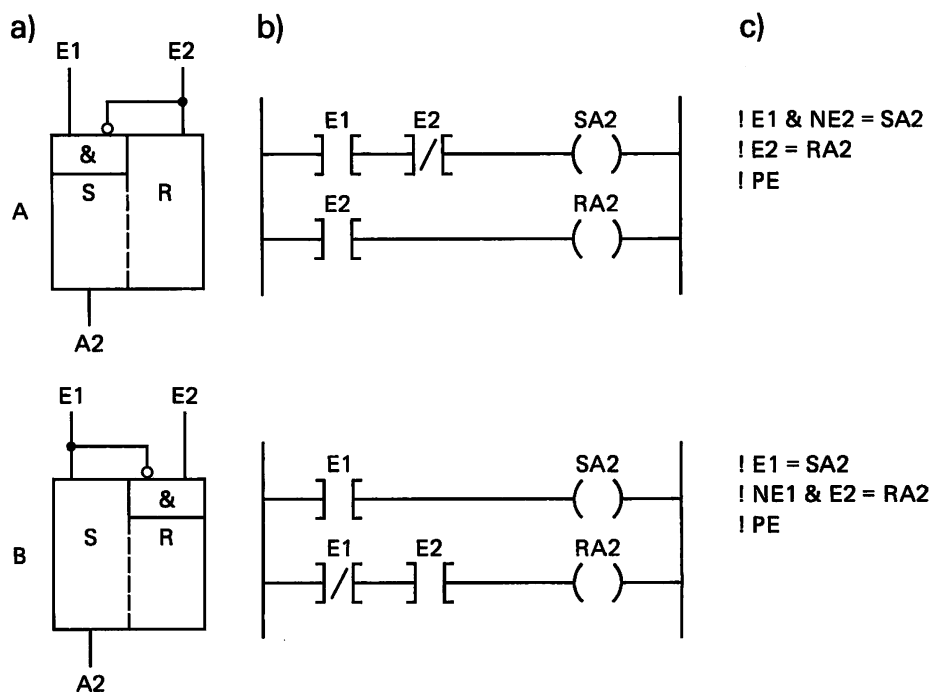 a)
b)
c)
E1 E2
&
S R
A
A2
E1 E2 SA2
E2 RA2
! E1 & NE2 = SA2
! E2 = RA2
! PE
E1 E2
&
S R
B
A2
E1 SA2
E1 E2 RA2
! E1 = SA2
! NE1 & E2 = RA2
! PE